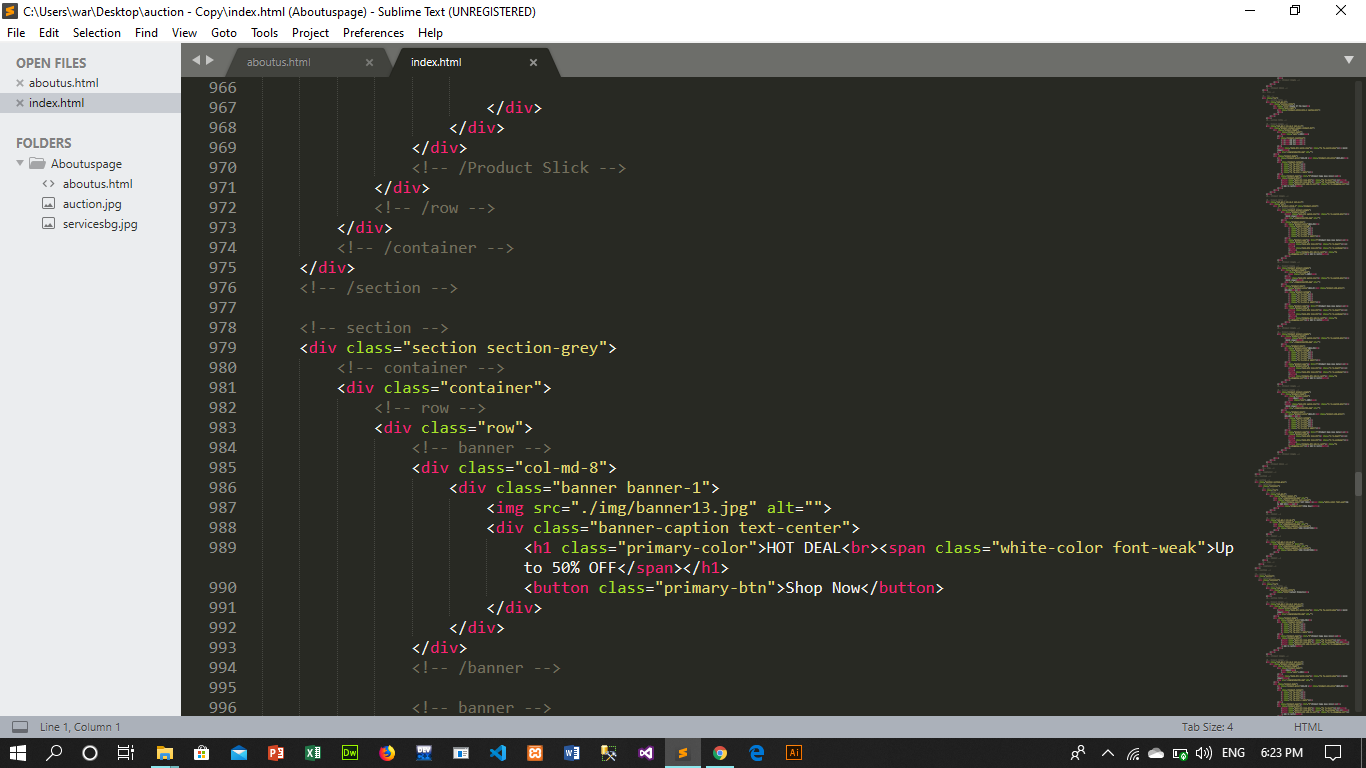 C:\Users\war\Desktop\auction - Copy\index.html (Aboutuspage) - Sublime Text (UNREGISTERED)
File Edit Selection Find View Goto Tools Project Preferences Help
OPEN FILES
aboutus.html
index.html
FOLDERS
Aboutuspage
<> aboutus.html
auction.jpg
servicesbg.jpg
aboutus.html × index.html ×
966
967 </div>
968 </div>
969 </div>
970 <!-- /Product Slick -->
971 </div>
972 <!-- /row -->
973 </div>
974 <!-- /container -->
975 </div>
976 <!-- /section -->
977
978 <!-- section -->
979 <div class="section section-grey">
980 <!-- container -->
981 <div class="container">
982 <!-- row -->
983 <div class="row">
984 <!-- banner -->
985 <div class="col-md-8">
986 <div class="banner banner-1">
987 <img src="./img/banner13.jpg" alt="">
988 <div class="banner-caption text-center">
989 <h1 class="primary-color">HOT DEAL<br><span class="white-color font-weak">Up
to 50% OFF</span></h1>
990 <button class="primary-btn">Shop Now</button>
991 </div>
992 </div>
993 </div>
994 <!-- /banner -->
995
996 <!-- banner -->
Line 1, Column 1 Tab Size: 4 HTML
Dw DEV Ai ENG 6:23 PM